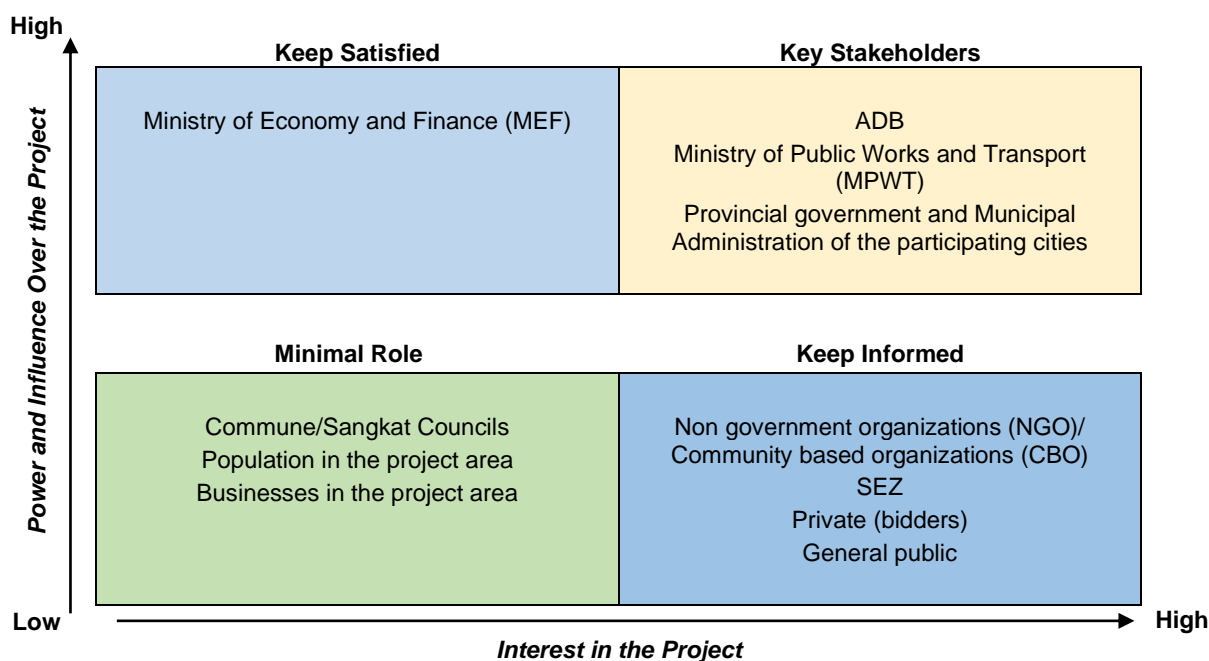 High
Keep Satisfied
Key Stakeholders
Power and Influence Over the Project
Ministry of Economy and Finance (MEF)
ADB
Ministry of Public Works and Transport
(MPWT)
Provincial government and Municipal
Administration of the participating cities
Minimal Role
Keep Informed
Commune/Sangkat Councils
Population in the project area
Businesses in the project area
Non government organizations (NGO)/
Community based organizations (CBO)
SEZ
Private (bidders)
General public
Low
High
Interest in the Project